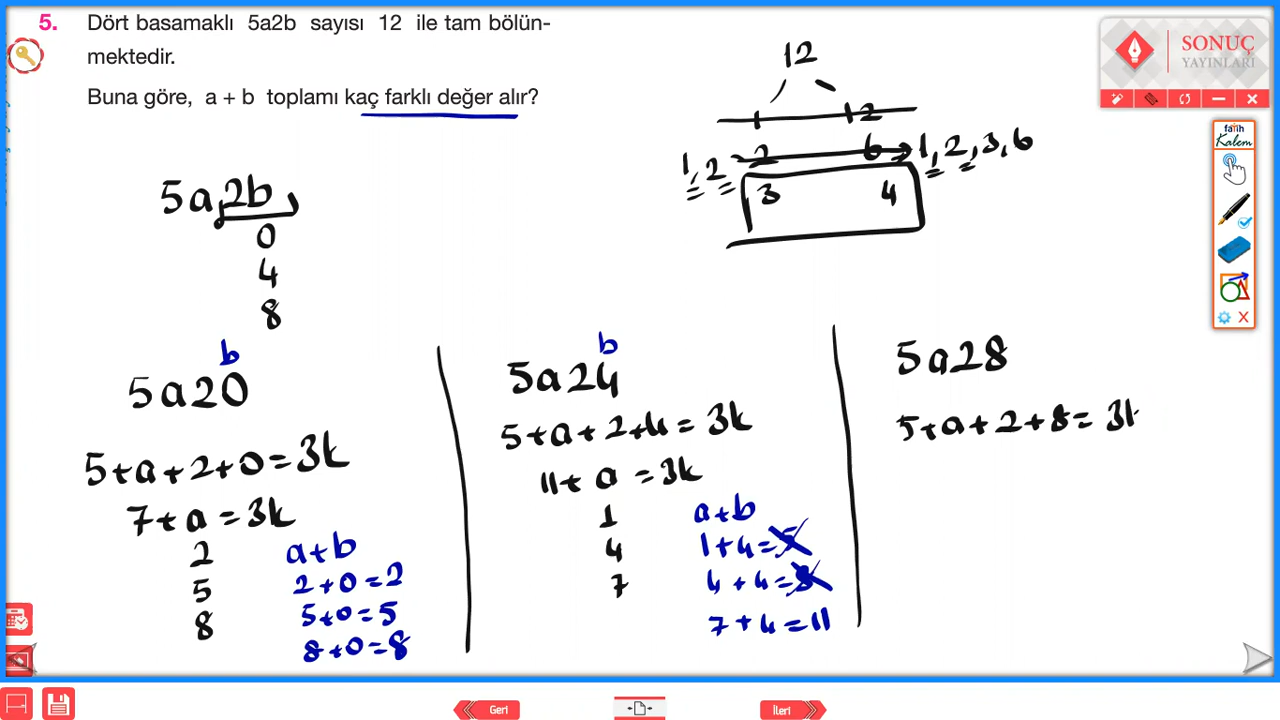 5. Dört basamaklı 5a2b sayısı 12 ile tam bölün-
mektedir.
Buna göre, a + b toplamı kaç farklı değer alır?
12
1 12
1, 2 = 2 6 → 1, 2, 3, 6
3 4
SONUÇ
YAYINLARI
fatih
Kalem
5a2b
0
4
8
b
5a20
5+a+2+0=3k
7+a=3k
2
5
8
a+b
2+0=2
5+0=5
8+0=8
b
5a24
5+a+2+4=3k
11+a=3k
1
4
7
a+b
1+4=5
4+4=8
7+4=11
5a28
5+a+2+8=3k
Geri
İleri